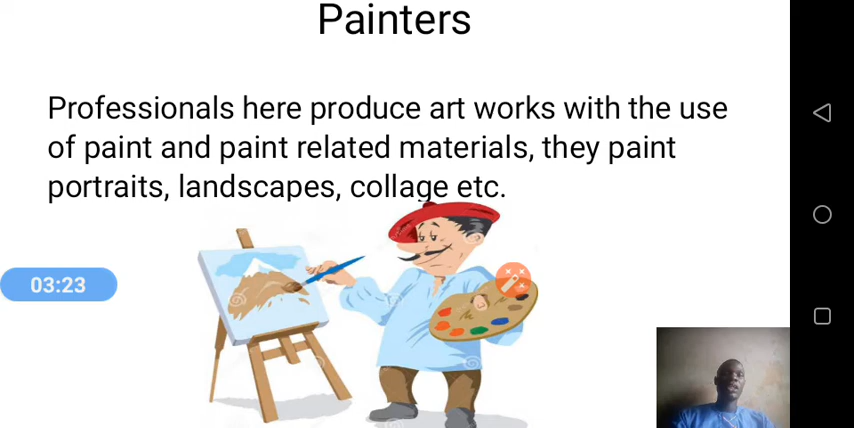 Painters
Professionals here produce art works with the use
of paint and paint related materials, they paint
portraits, landscapes, collage etc.
03:23